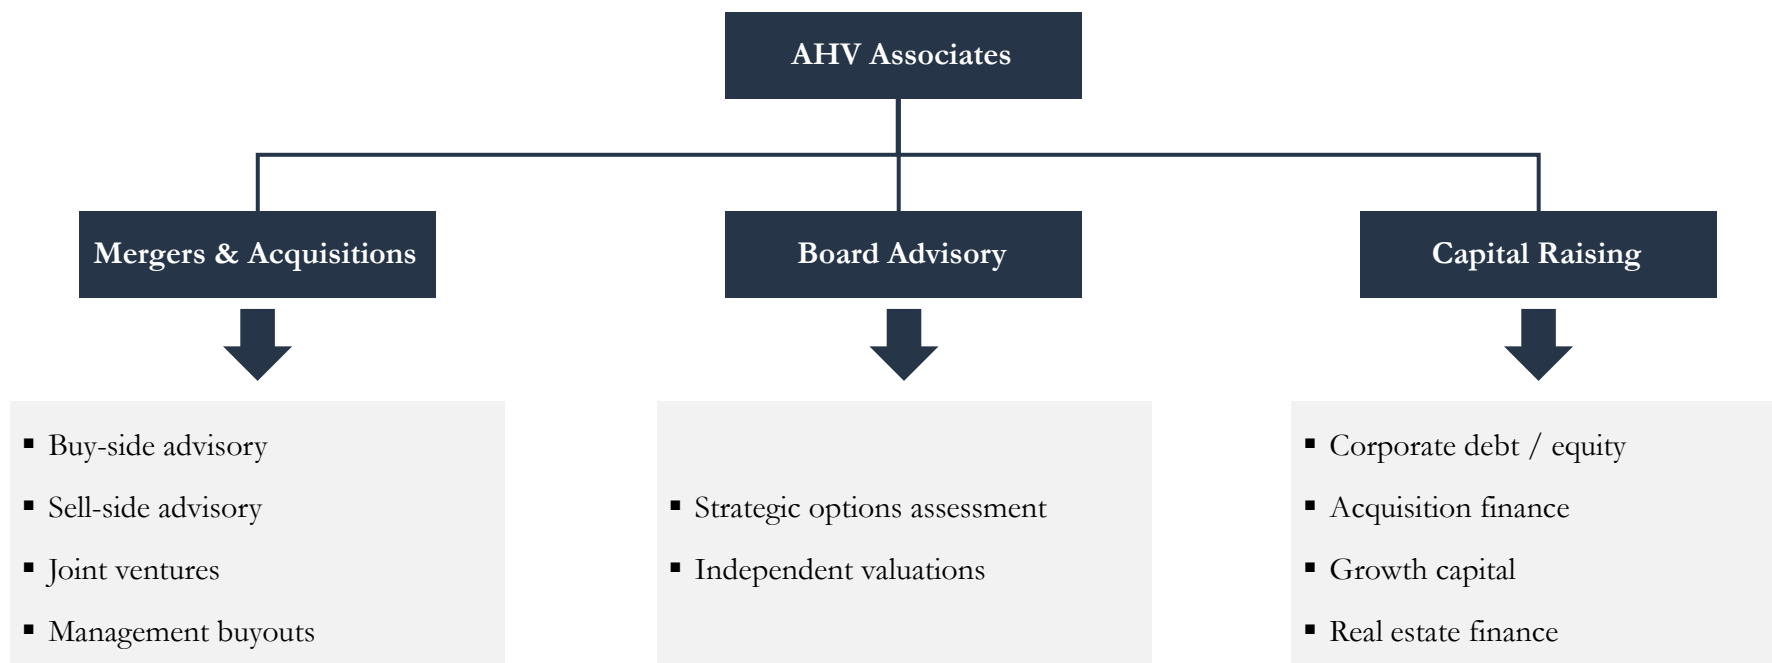 AHV Associates
Mergers & Acquisitions
Board Advisory
Capital Raising
▪ Buy-side advisory
▪ Sell-side advisory
▪ Joint ventures
▪ Management buyouts
▪ Strategic options assessment
▪ Independent valuations
▪ Corporate debt / equity
▪ Acquisition finance
▪ Growth capital
▪ Real estate finance